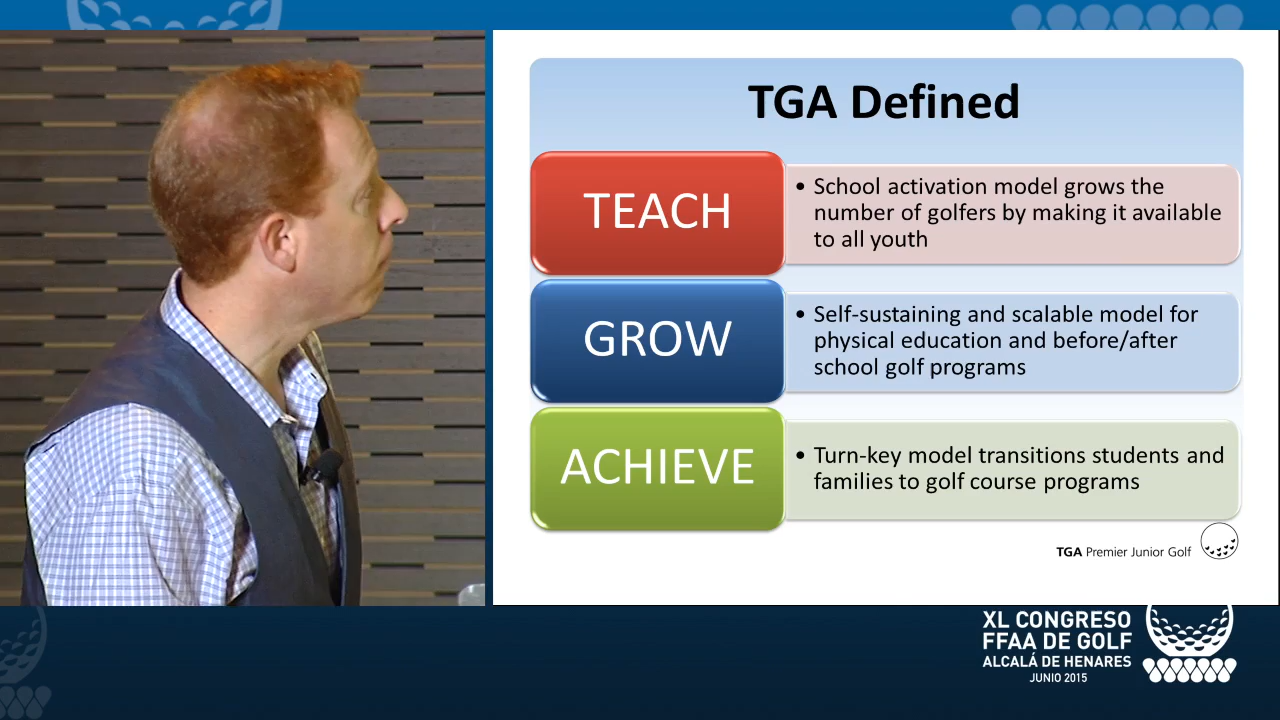 TGA Defined
TEACH
• School activation model grows the
number of golfers by making it available
to all youth
GROW
• Self-sustaining and scalable model for
physical education and before/after
school golf programs
ACHIEVE
• Turn-key model transitions students and
families to golf course programs
TGA Premier Junior Golf
XL CONGRESO
FFAA DE GOLF
ALCALÁ DE HENARES
JUNIO 2015